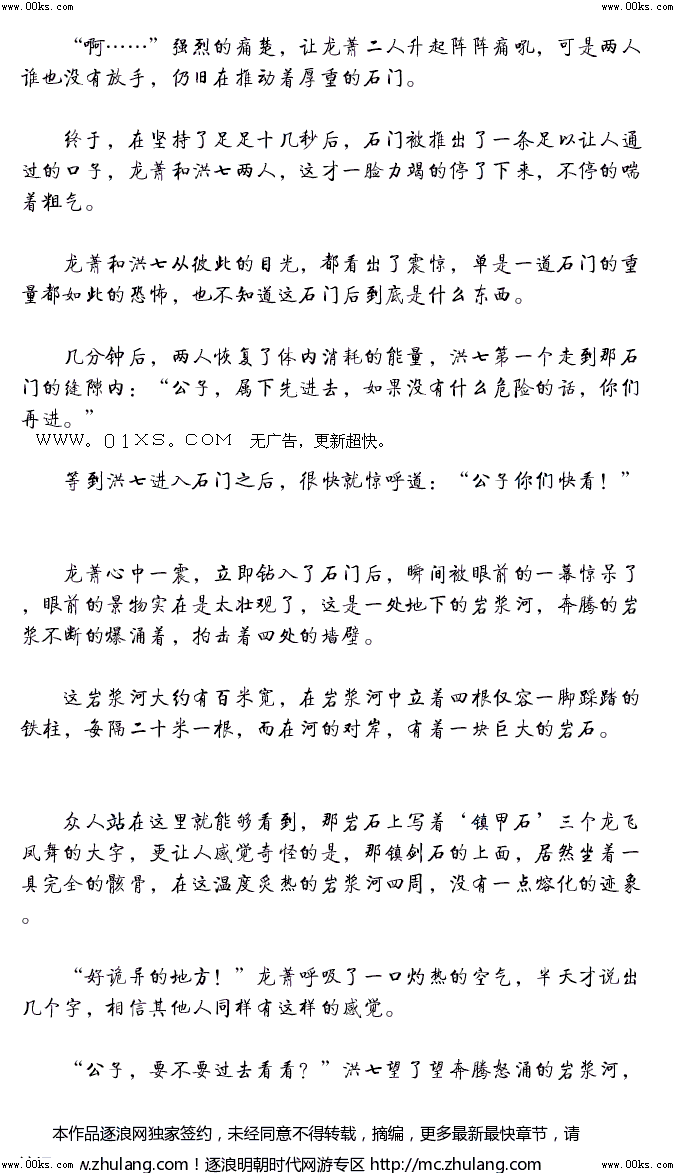 www.00ks.com www.00ks.com
“啊……”强烈的痛楚，让龙菁二人升起阵阵痛吼，可是两人
谁也没有放手，仍旧在推动着厚重的石门。
终于，在坚持了足足十几秒后，石门被推出了一条足以让人通
过的口子，龙菁和洪七两人，这才一脸力竭的停了下来，不停的喘
着粗气。
龙菁和洪七从彼此的目光，都看出了震惊，单是一道石门的重
量都如此的恐怖，也不知道这石门后到底是什么东西。
几分钟后，两人恢复了体内消耗的能量，洪七第一个走到那石
门的缝隙内：“公子，属下先进去，如果没有什么危险的话，你们
再进。”
WWW。01XS。COM 无广告，更新超快。
等到洪七进入石门之后，很快就惊呼道：“公子你们快看！”
龙菁心中一震，立即钻入了石门后，瞬间被眼前的一幕惊呆了
，眼前的景物实在是太壮观了，这是一处地下的岩浆河，奔腾的岩
浆不断的爆涌着，拍击着四处的墙壁。
这岩浆河大约有百米宽，在岩浆河中立着四根仅容一脚踩踏的
铁柱，每隔二十米一根，而在河的对岸，有着一块巨大的岩石。
众人站在这里就能够看到，那岩石上写着‘镇甲石’三个龙飞
凤舞的大字，更让人感觉奇怪的是，那镇剑石的上面，居然坐着一
具完全的骸骨，在这温度炙热的岩浆河四周，没有一点熔化的迹象
。
“好诡异的地方！”龙菁呼吸了一口灼热的空气，半天才说出
几个字，相信其他人同样有这样的感觉。
“公子，要不要过去看看？”洪七望了望奔腾怒涌的岩浆河，
本作品逐浪网独家签约，未经同意不得转载，摘编，更多最新最快章节，请
.zhulang.com！逐浪明朝时代网游专区 http://mc.zhulang.com
www.00ks.com www.00ks.com